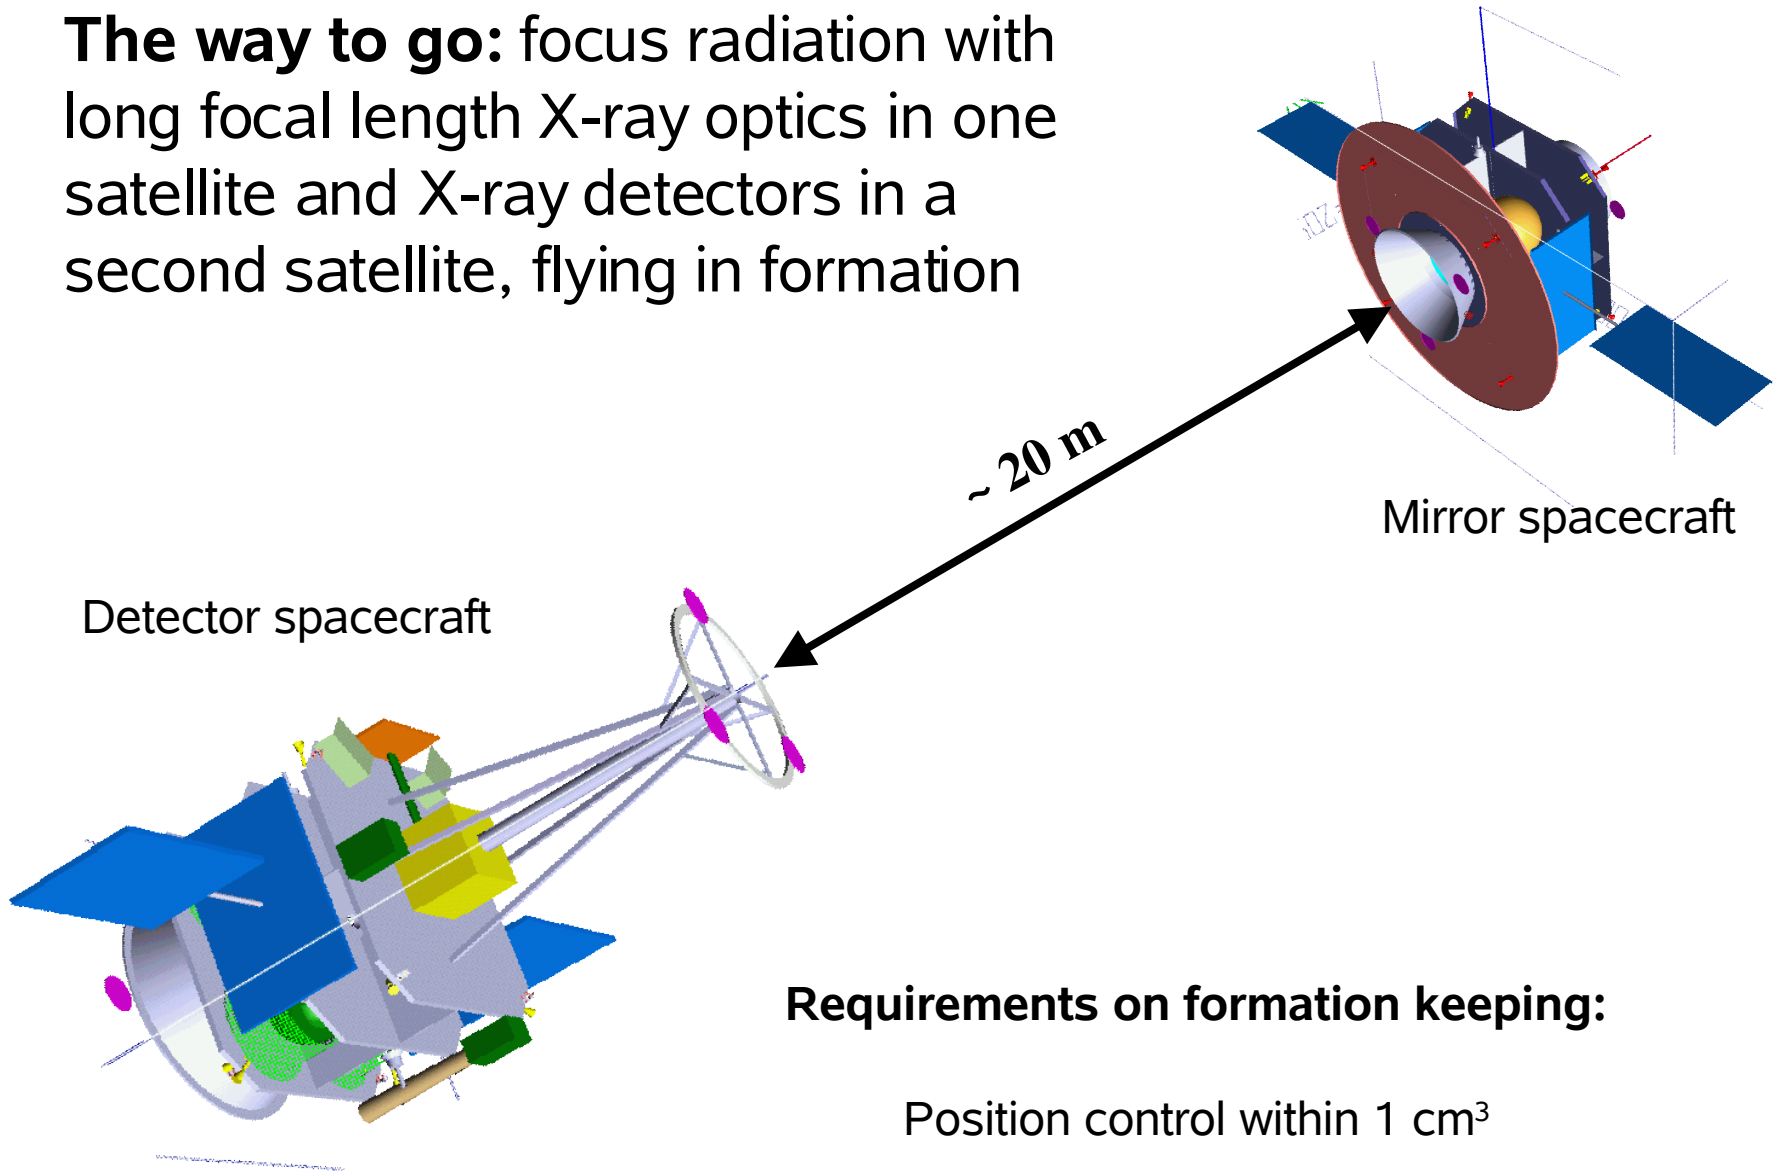 The way to go: focus radiation with
long focal length X-ray optics in one
satellite and X-ray detectors in a
second satellite, flying in formation
~ 20 m
Mirror spacecraft
Detector spacecraft
Requirements on formation keeping:
Position control within 1 cm³